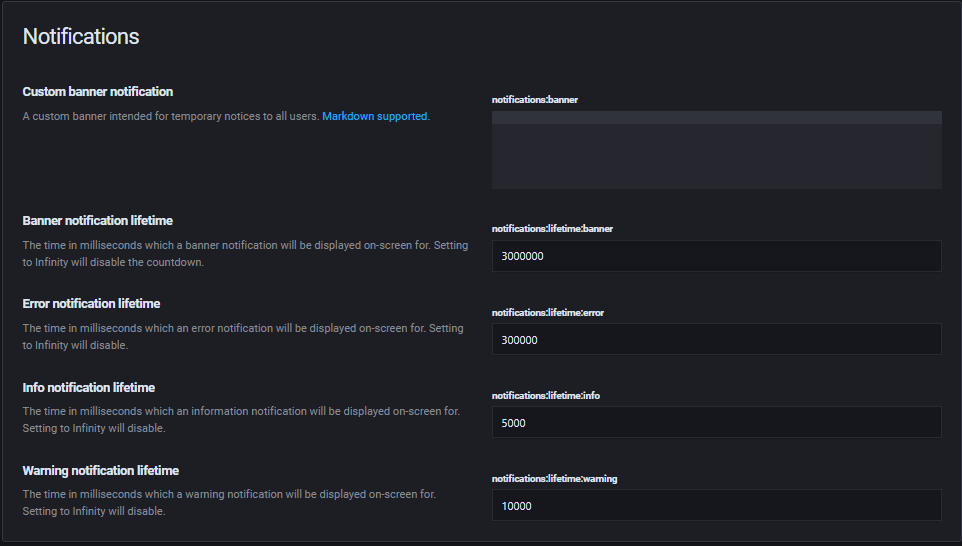 Notifications
Custom banner notification
A custom banner intended for temporary notices to all users. Markdown supported.
notifications:banner
Banner notification lifetime
The time in milliseconds which a banner notification will be displayed on-screen for. Setting
to Infinity will disable the countdown.
notifications:lifetime:banner
3000000
Error notification lifetime
The time in milliseconds which an error notification will be displayed on-screen for. Setting
to Infinity will disable.
notifications:lifetime:error
300000
Info notification lifetime
The time in milliseconds which an information notification will be displayed on-screen for.
Setting to Infinity will disable.
notifications:lifetime:info
5000
Warning notification lifetime
The time in milliseconds which a warning notification will be displayed on-screen for.
Setting to Infinity will disable.
notifications:lifetime:warning
10000